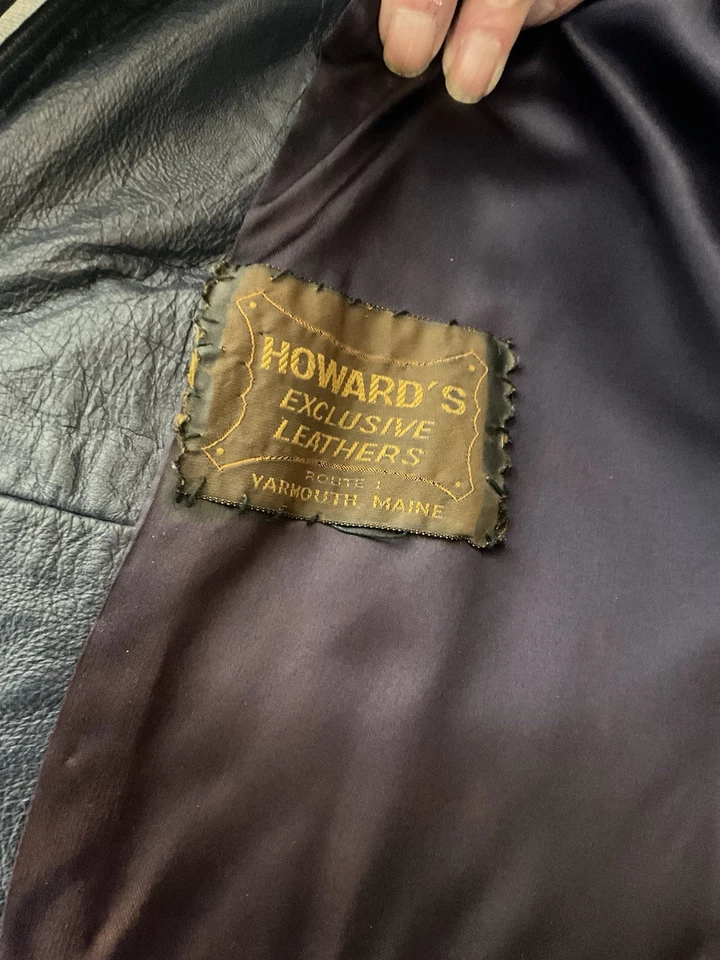 HOWARD'S
EXCLUSIVE
LEATHERS
ROUTE 1
YARMOUTH, MAINE